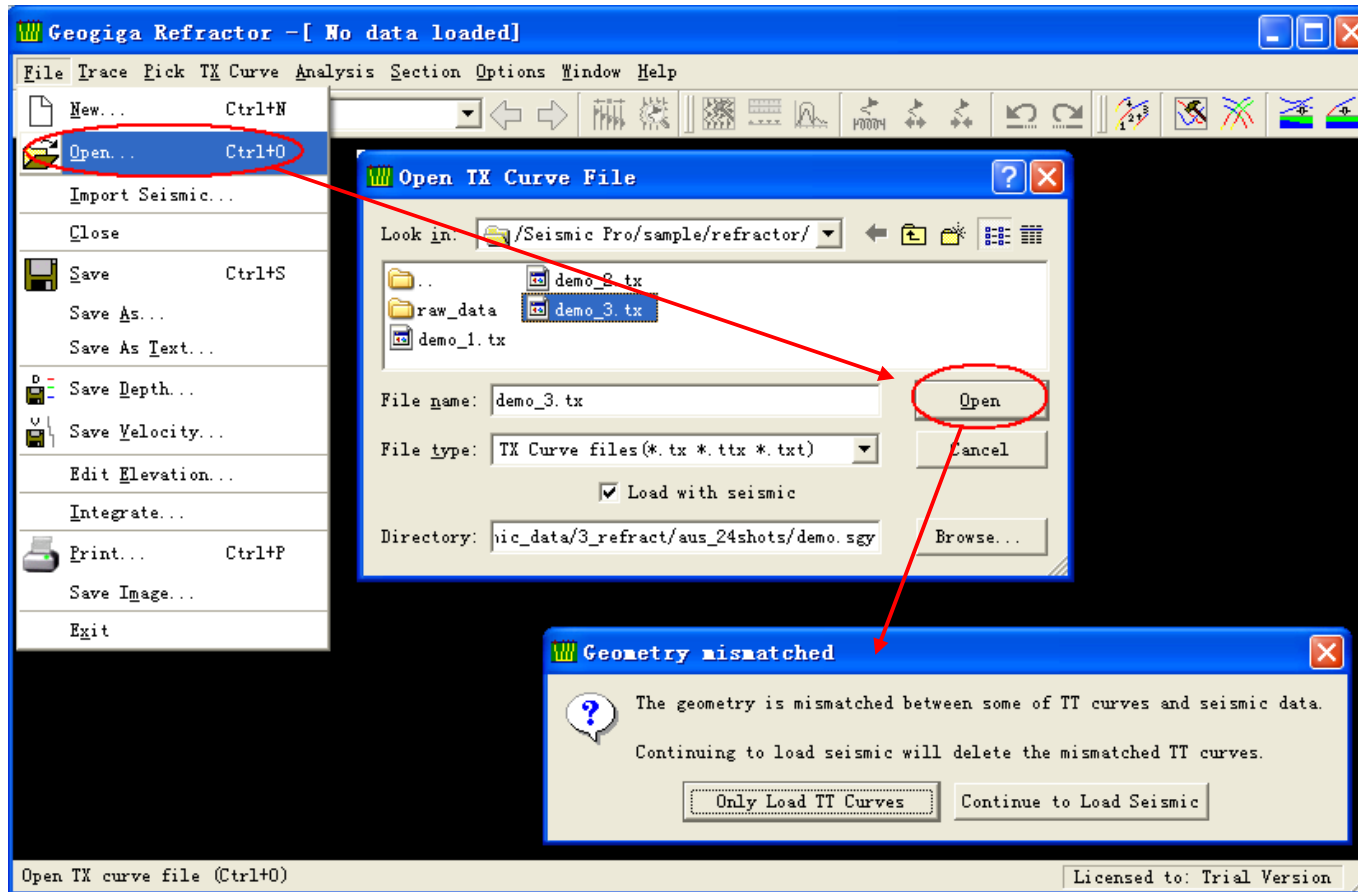 Geogiga Refractor -[ No data loaded]
File Trace Pick TX Curve Analysis Section Options Window Help
New... Ctrl+N
Open... Ctrl+O
Import Seismic...
Close
Save Ctrl+S
Save As...
Save As Text...
D
Save Depth...
V
Save Velocity...
Edit Elevation...
Integrate...
Print... Ctrl+P
Save Image...
Exit
Open TX Curve File
Look in: /Seismic Pro/sample/refractor/
..
raw_data
demo_1.tx
demo_2.tx
demo_3.tx
File name: demo_3.tx
Open
File type: TX Curve files(*.tx *.ttx *.txt)
Cancel
Load with seismic
Directory: nic_data/3_refract/aus_24shots/demo.sgy
Browse...
Geometry mismatched
The geometry is mismatched between some of TT curves and seismic data.
Continuing to load seismic will delete the mismatched TT curves.
Only Load TT Curves
Continue to Load Seismic
Open TX curve file (Ctrl+O)
Licensed to: Trial Version